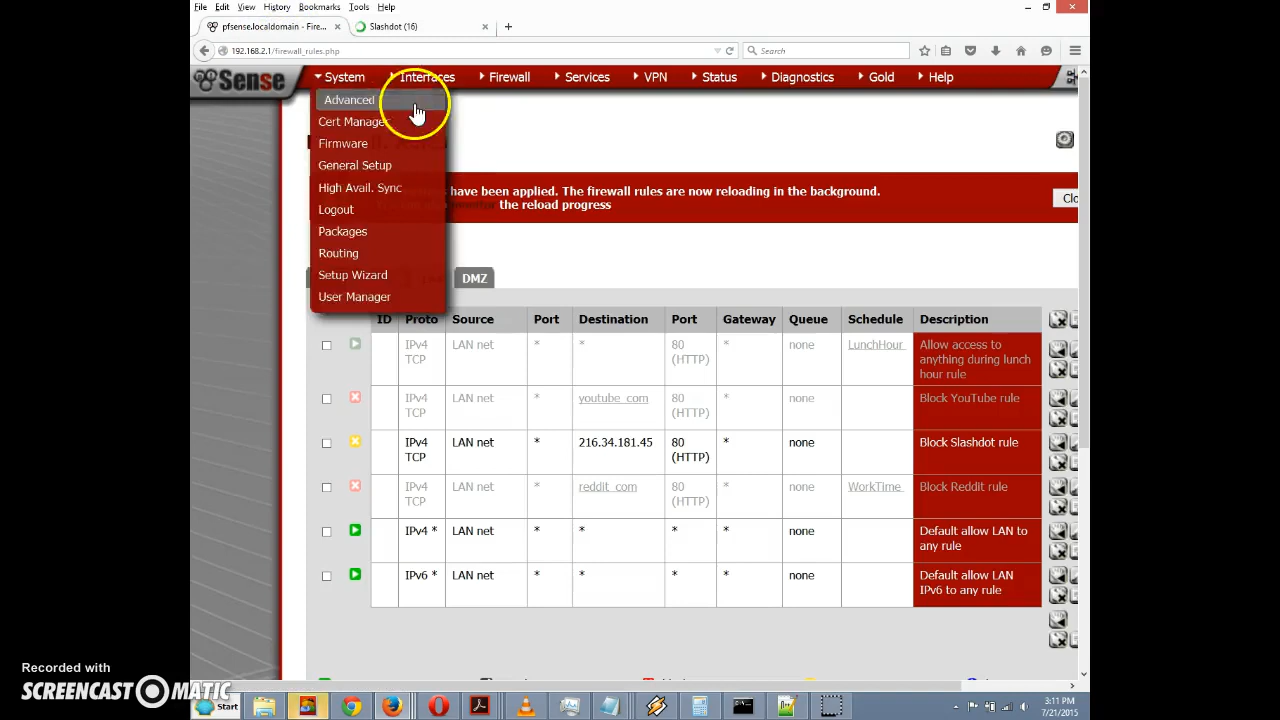 File Edit View History Bookmarks Tools Help
pfsense.localdomain - Fire...
Slashdot (16)
192.168.2.1/firewall_rules.php
Search
Sense
System Interfaces Firewall Services VPN Status Diagnostics Gold Help
Advanced
Cert Manager
Firmware
General Setup
High Avail. Sync
Logout
Packages
Routing
Setup Wizard
User Manager
have been applied. The firewall rules are now reloading in the background.
the reload progress
Clo
DMZ
ID Proto Source Port Destination Port Gateway Queue Schedule Description
IPv4 TCP LAN net * * 80 (HTTP) * none LunchHour Allow access to anything during lunch hour rule
IPv4 TCP LAN net * youtube_com 80 (HTTP) * none Block YouTube rule
IPv4 TCP LAN net * 216.34.181.45 80 (HTTP) * none Block Slashdot rule
IPv4 TCP LAN net * reddit_com 80 (HTTP) * none WorkTime Block Reddit rule
IPv4 * LAN net * * * * none Default allow LAN to any rule
IPv6 * LAN net * * * * none Default allow LAN IPv6 to any rule
Recorded with
SCREENCAST MATIC
Start
3:11 PM
7/21/2015